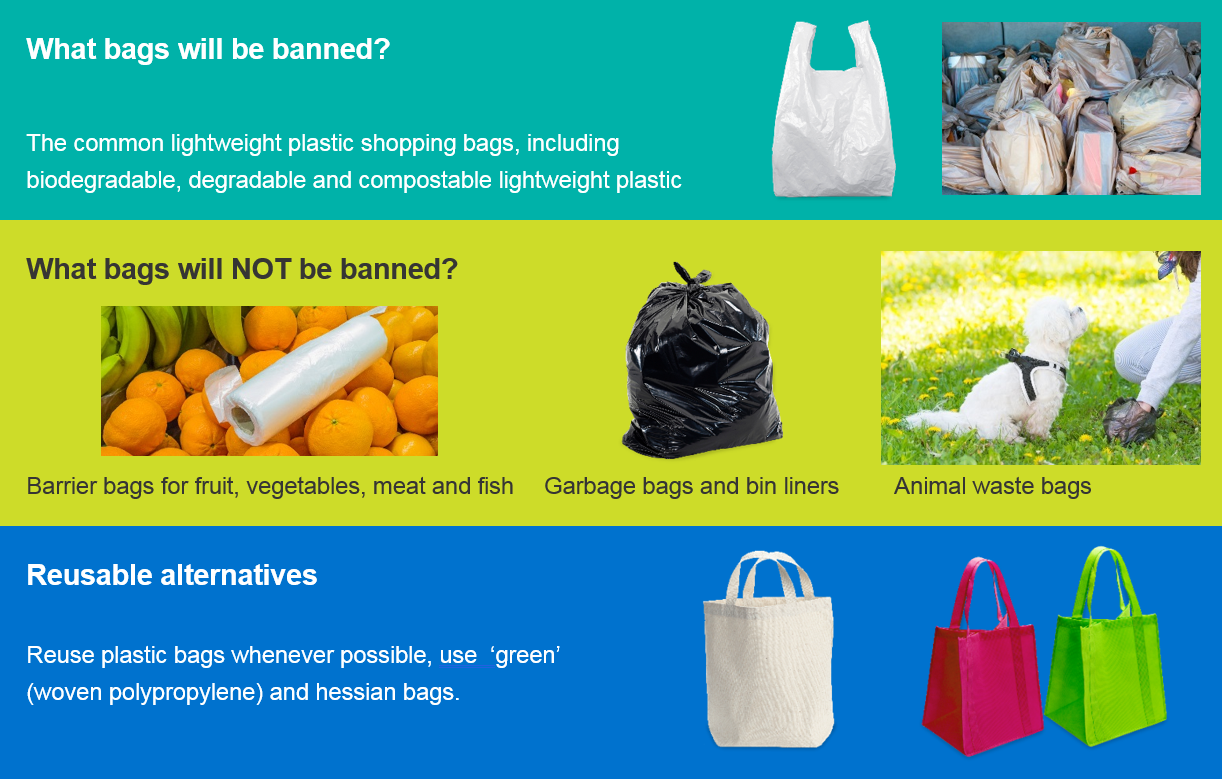 What bags will be banned?
The common lightweight plastic shopping bags, including
biodegradable, degradable and compostable lightweight plastic
What bags will NOT be banned?
Barrier bags for fruit, vegetables, meat and fish
Garbage bags and bin liners
Animal waste bags
Reusable alternatives
Reuse plastic bags whenever possible, use  ‘green’
(woven polypropylene) and hessian bags.